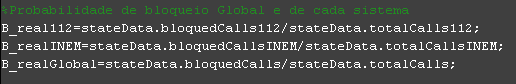 %Probabilidade de bloqueio Global e de cada sistema
B_real112=stateData.bloquedCalls112/stateData.totalCalls112;
B_realINEM=stateData.bloquedCallsINEM/stateData.totalCallsINEM;
B_realGlobal=stateData.bloquedCalls/stateData.totalCalls;